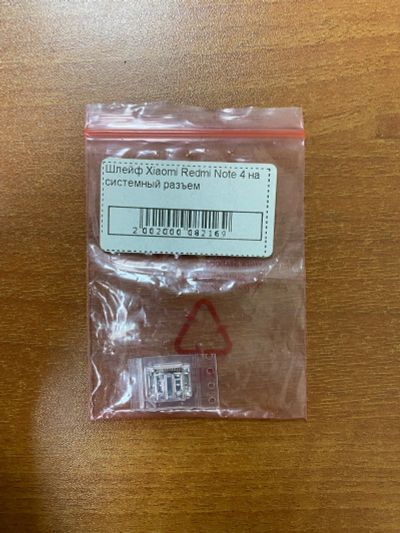 Шлейф Xiaomi Redmi Note 4 на
системный разъем
2 002000 082169